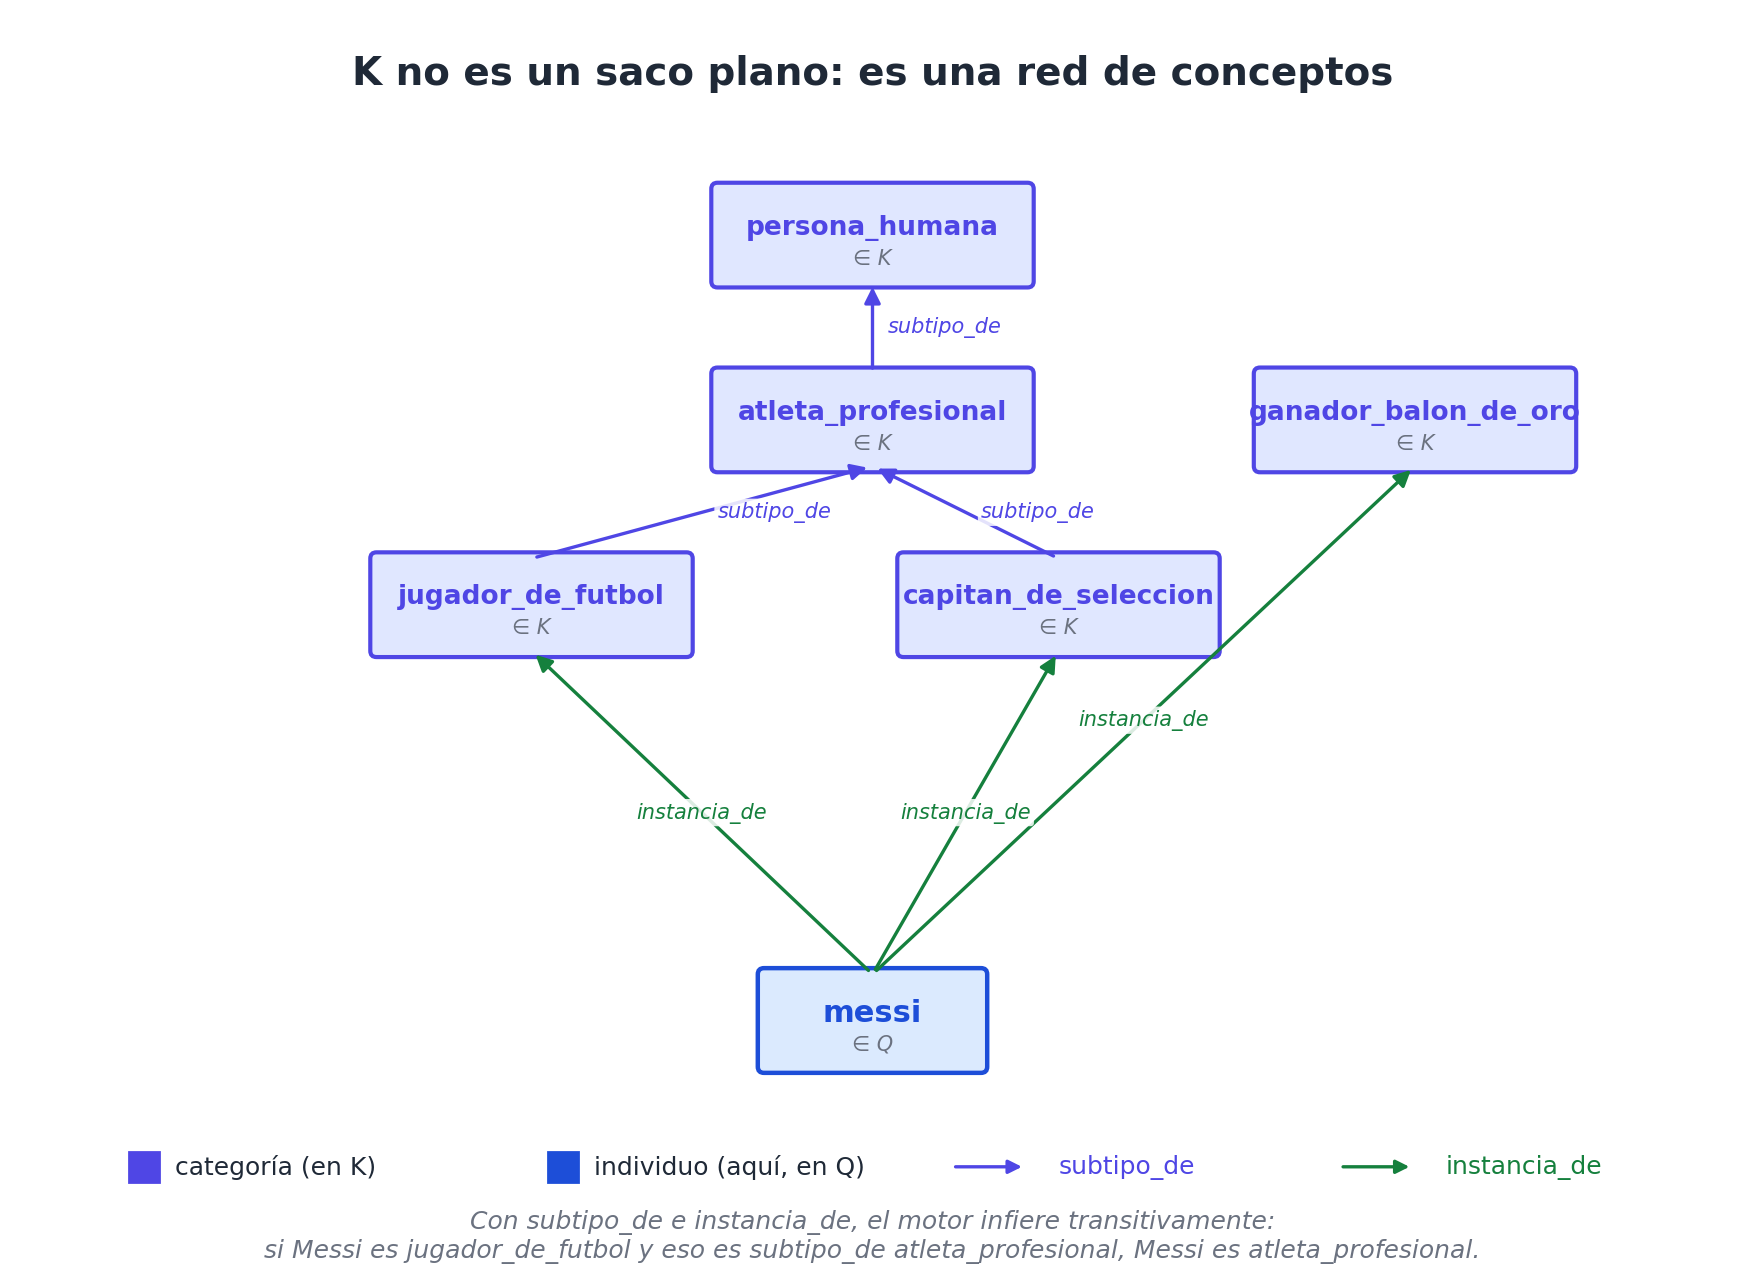 K no es un saco plano: es una red de conceptos
persona_humana
∈ K
subtipo_de
atleta_profesional
∈ K
ganador_balon_de_oro
∈ K
subtipo_de
subtipo_de
jugador_de_futbol
∈ K
capitan_de_seleccion
∈ K
instancia_de
instancia_de
instancia_de
messi
∈ Q
categoría (en K)
individuo (aquí, en Q)
subtipo_de
instancia_de
Con subtipo_de e instancia_de, el motor infiere transitivamente:
si Messi es jugador_de_futbol y eso es subtipo_de atleta_profesional, Messi es atleta_profesional.